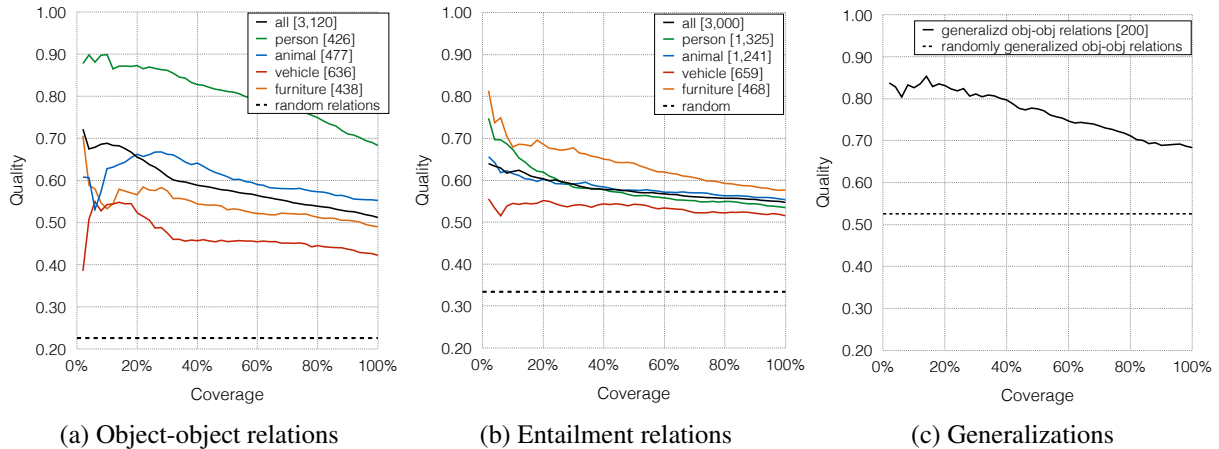 Quality
1.00
0.90
0.80
0.70
0.60
0.50
0.40
0.30
0.20
0%
20%
40%
60%
80%
100%
Coverage
all [3,120]
person [426]
animal [477]
vehicle [636]
furniture [438]
random relations
(a) Object-object relations
Quality
1.00
0.90
0.80
0.70
0.60
0.50
0.40
0.30
0.20
0%
20%
40%
60%
80%
100%
Coverage
all [3,000]
person [1,325]
animal [1,241]
vehicle [659]
furniture [468]
random
(b) Entailment relations
Quality
1.00
0.90
0.80
0.70
0.60
0.50
0.40
0.30
0.20
0%
20%
40%
60%
80%
100%
Coverage
generalizd obj-obj relations [200]
randomly generalized obj-obj relations
(c) Generalizations